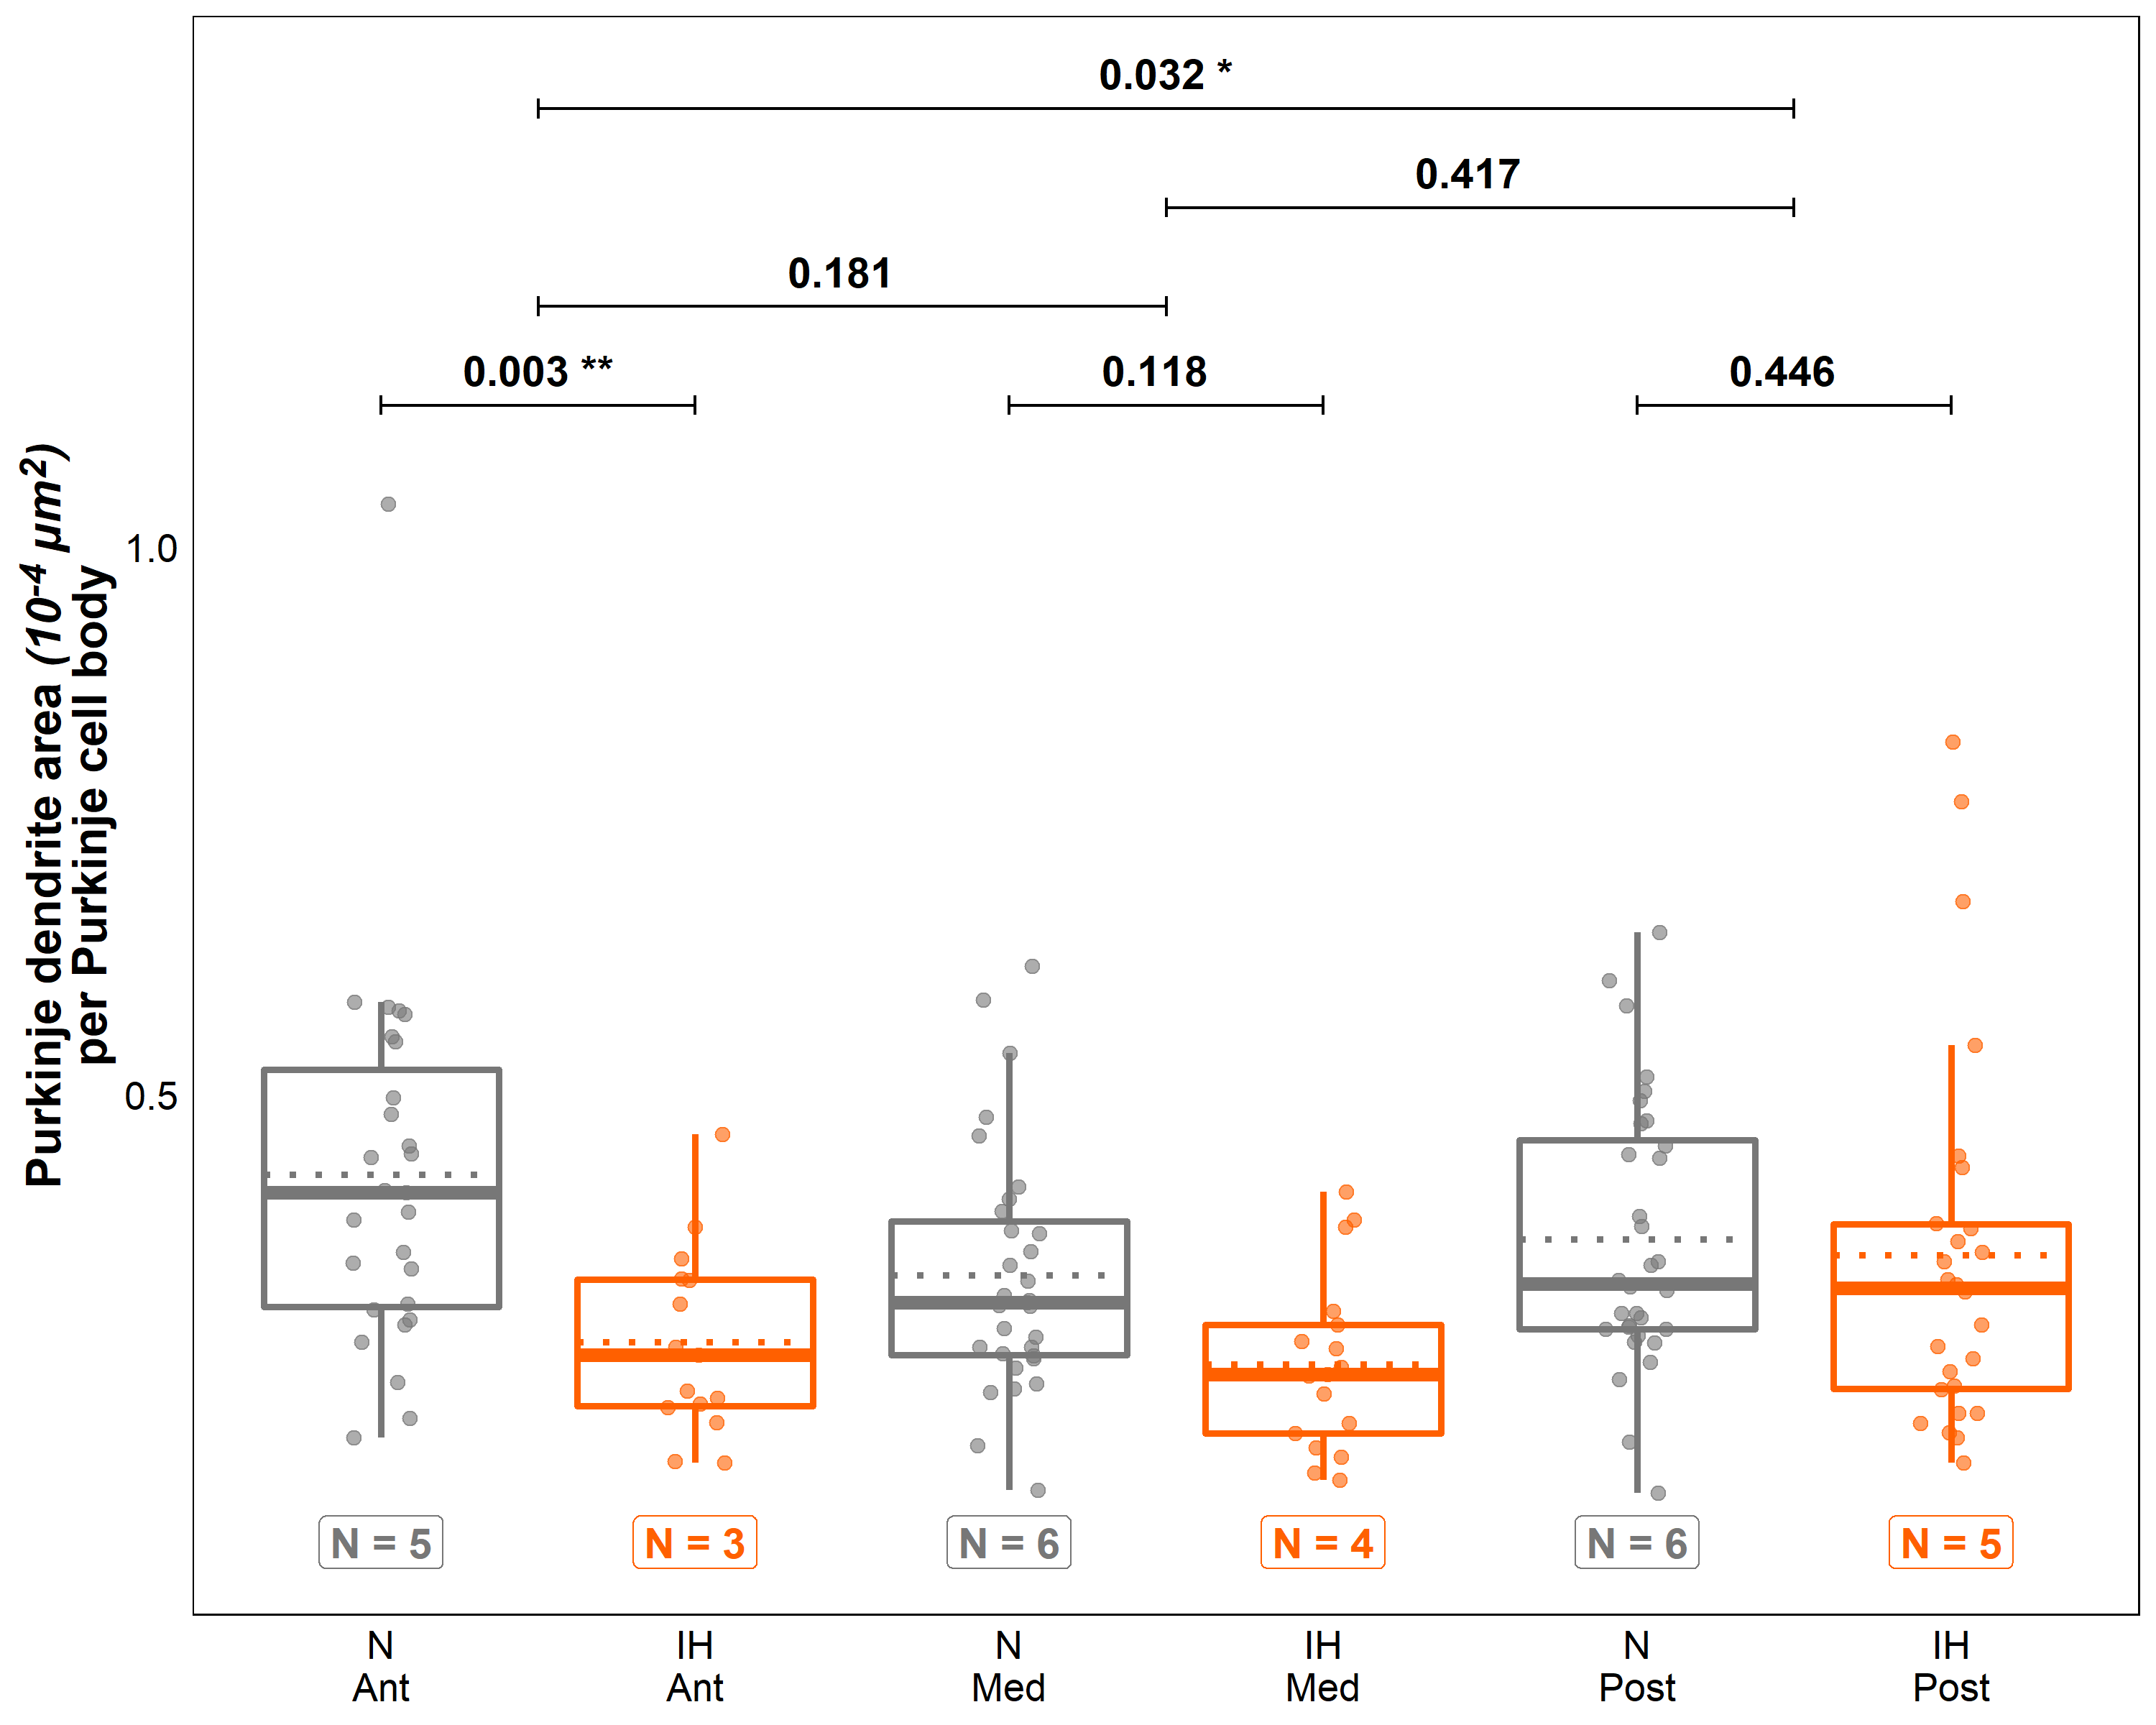 0.032 *
0.417
0.181
0.003 **
0.118
0.446
Purkinje dendrite area (10-4 µm2)
per Purkinje cell body
1.0
0.5
N = 5
N = 3
N = 6
N = 4
N = 6
N = 5
N
Ant
IH
Ant
N
Med
IH
Med
N
Post
IH
Post